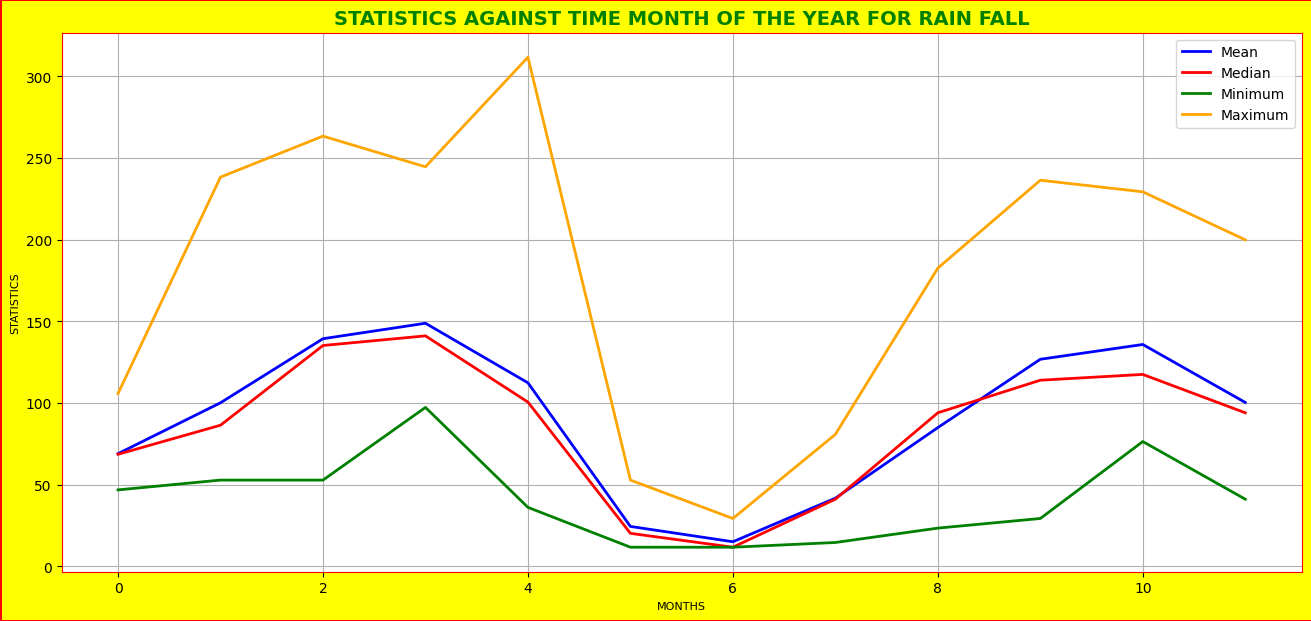 STATISTICS AGAINST TIME MONTH OF THE YEAR FOR RAIN FALL
Mean
Median
Minimum
Maximum
300
250
200
150
100
50
0
STATISTICS
0 2 4 6 8 10
MONTHS